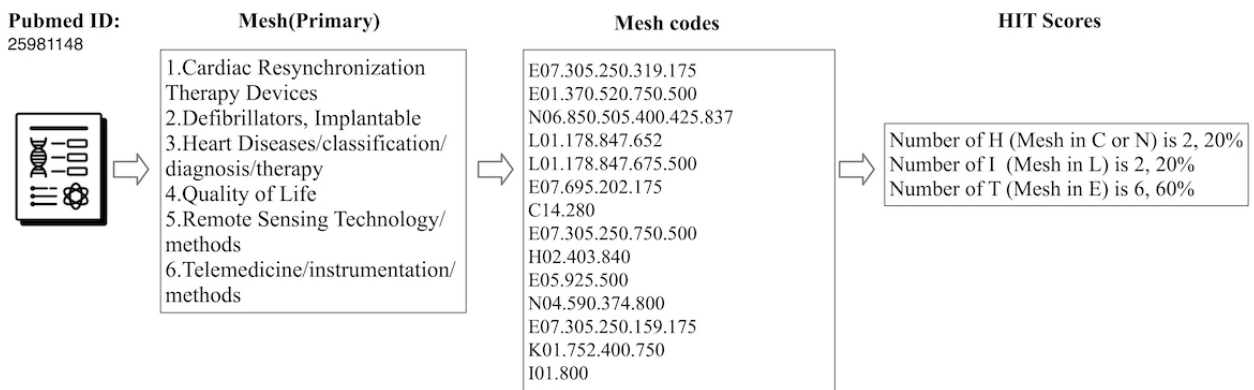 Pubmed ID:
25981148
Mesh(Primary)
1.Cardiac Resynchronization
Therapy Devices
2.Defibrillators, Implantable
3.Heart Diseases/classification/
diagnosis/therapy
4.Quality of Life
5.Remote Sensing Technology/
methods
6.Telemedicine/instrumentation/
methods
Mesh codes
E07.305.250.319.175
E01.370.520.750.500
N06.850.505.400.425.837
L01.178.847.652
L01.178.847.675.500
E07.695.202.175
C14.280
E07.305.250.750.500
H02.403.840
E05.925.500
N04.590.374.800
E07.305.250.159.175
K01.752.400.750
I01.800
HIT Scores
Number of H (Mesh in C or N) is 2, 20%
Number of I (Mesh in L) is 2, 20%
Number of T (Mesh in E) is 6, 60%